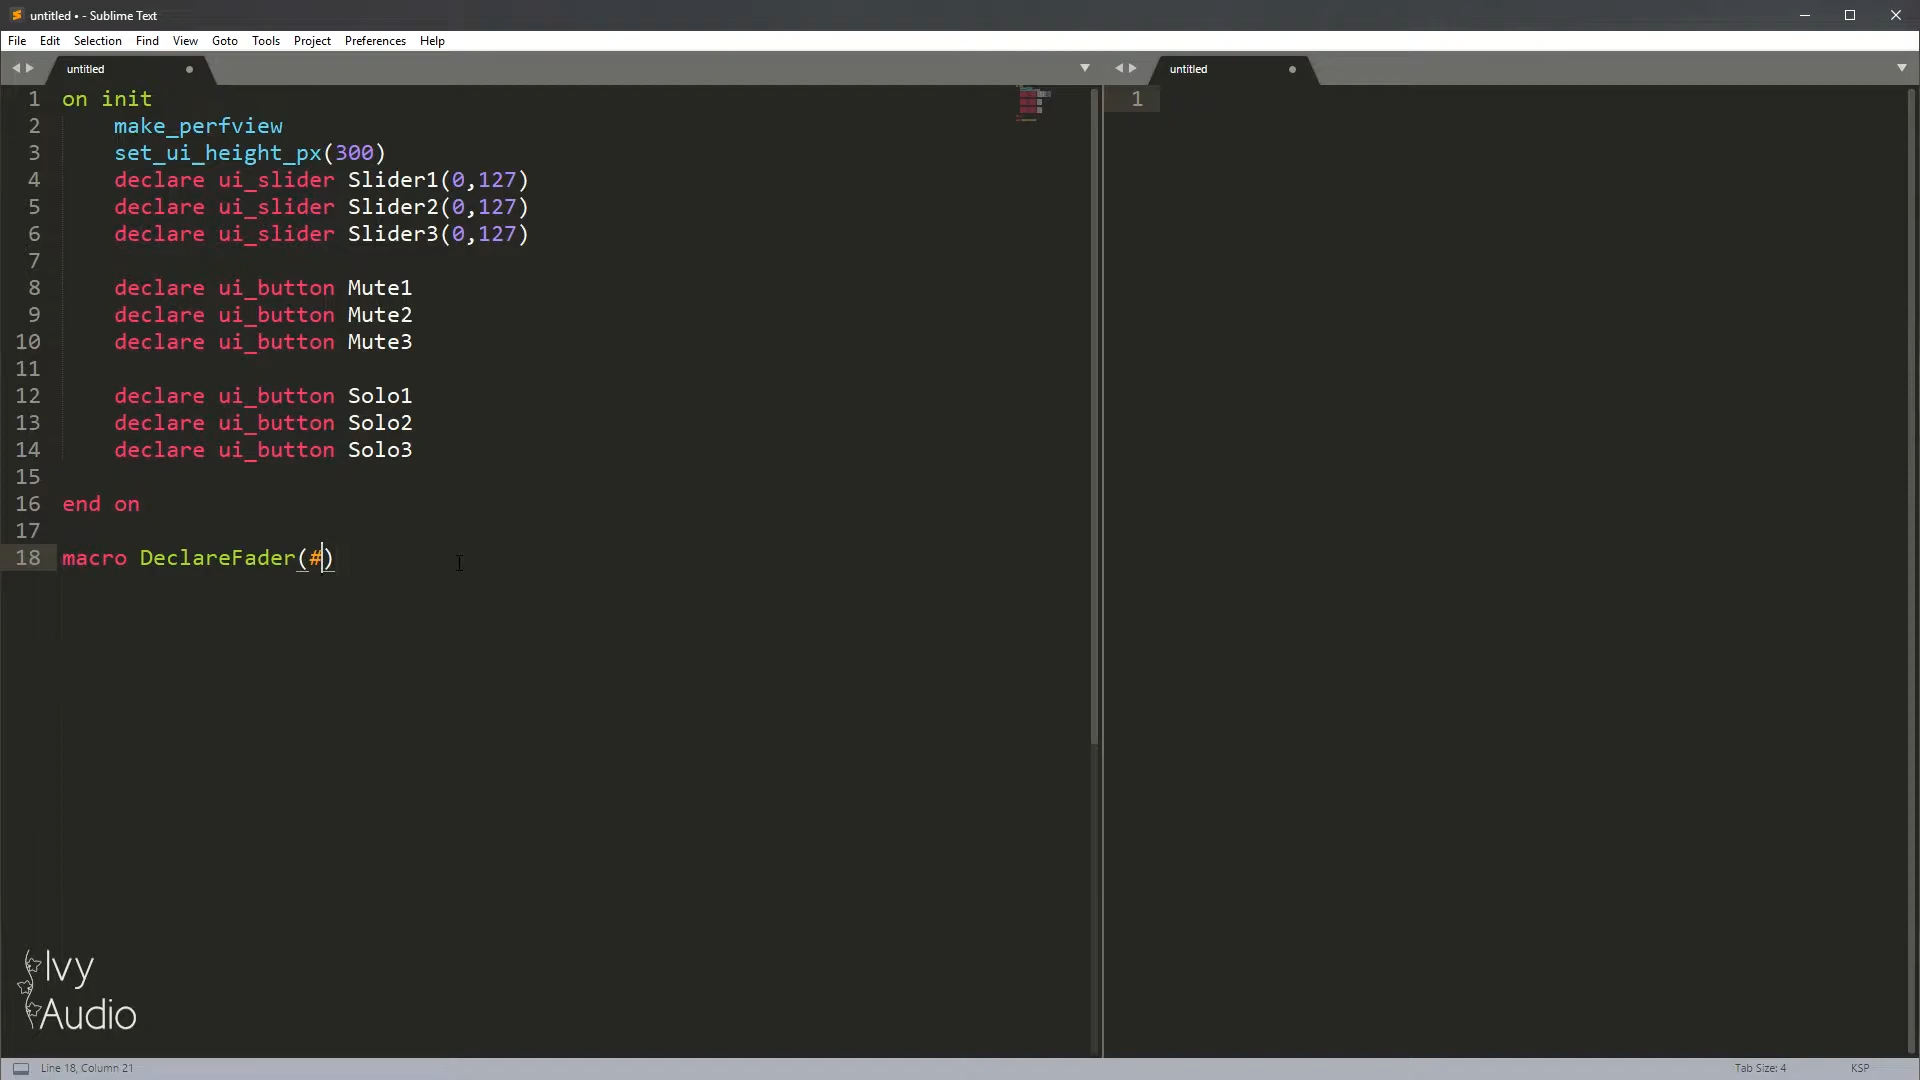 untitled • - Sublime Text
File Edit Selection Find View Goto Tools Project Preferences Help
untitled
untitled
1 on init
2 make_perfview
3 set_ui_height_px(300)
4 declare ui_slider Slider1(0,127)
5 declare ui_slider Slider2(0,127)
6 declare ui_slider Slider3(0,127)
7
8 declare ui_button Mute1
9 declare ui_button Mute2
10 declare ui_button Mute3
11
12 declare ui_button Solo1
13 declare ui_button Solo2
14 declare ui_button Solo3
15
16 end on
17
18 macro DeclareFader(#)
1
Ivy
Audio
Line 18, Column 21
Tab Size: 4
KSP